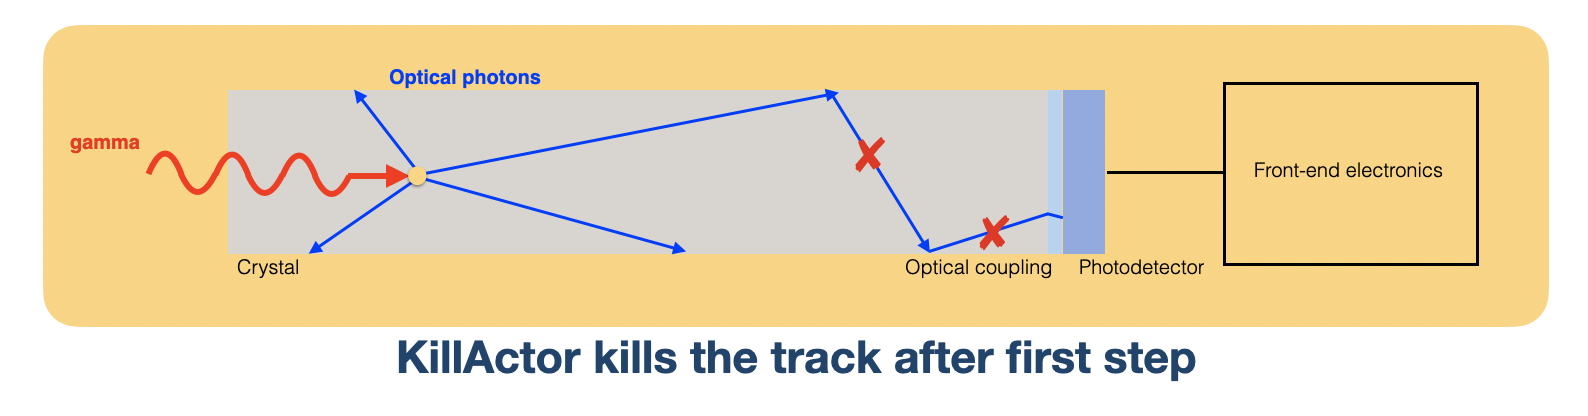 Optical photons
gamma
Front-end electronics
Crystal
Optical coupling
Photodetector
KillActor kills the track after first step